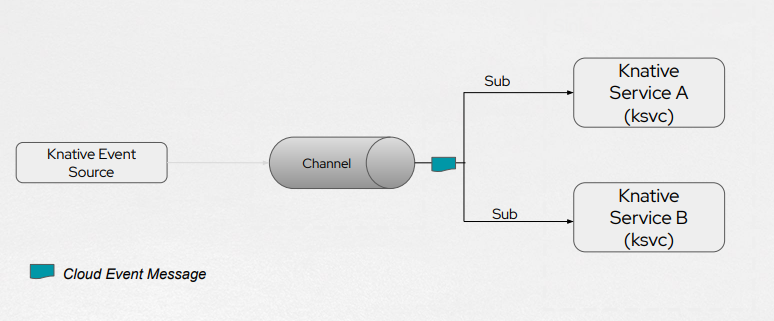 Knative Event
Source
Channel
Sub
Knative
Service A
(ksvc)
Sub
Knative
Service B
(ksvc)
Cloud Event Message